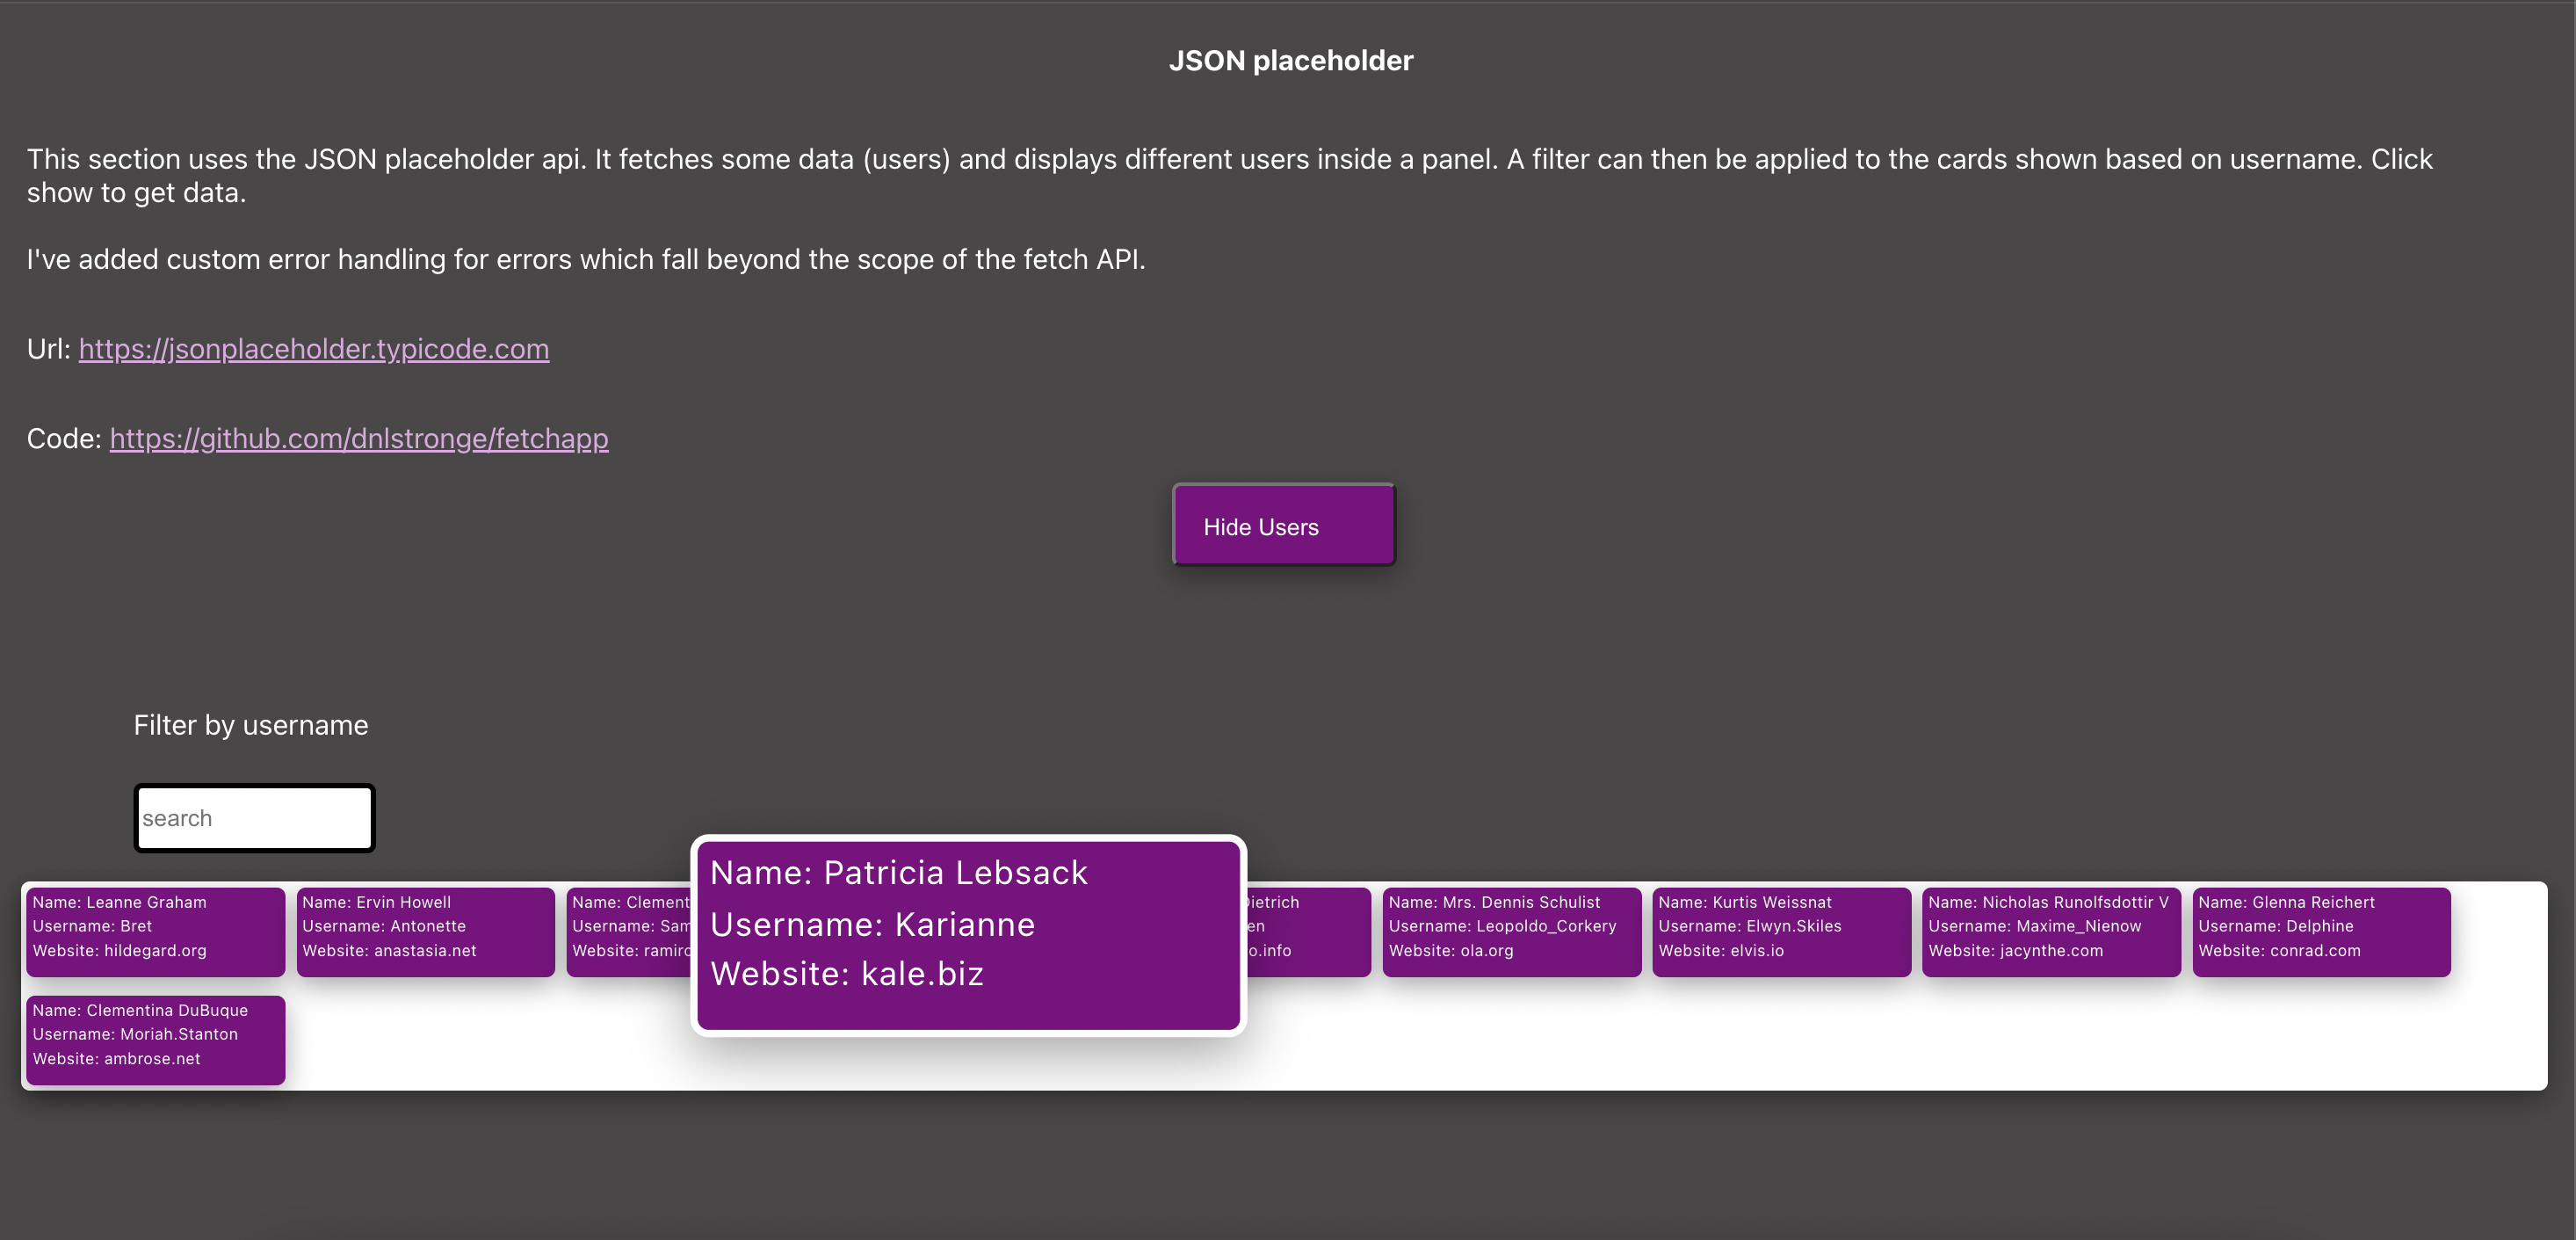 JSON placeholder
This section uses the JSON placeholder api. It fetches some data (users) and displays different users inside a panel. A filter can then be applied to the cards shown based on username. Click
show to get data.
I've added custom error handling for errors which fall beyond the scope of the fetch API.
Url: https://jsonplaceholder.typicode.com
Code: https://github.com/dnlstronge/fetchapp
Hide Users
Filter by username
search
Name: Leanne Graham
Username: Bret
Website: hildegard.org
Name: Ervin Howell
Username: Antonette
Website: anastasia.net
Name:
Username:
Website:
Name: Patricia Lebsack
Username: Karianne
Website: kale.biz
Name: Mrs. Dennis Schulist
Username: Leopoldo_Corkery
Website: ola.org
Name: Kurtis Weissnat
Username: Elwyn.Skiles
Website: elvis.io
Name: Nicholas Runolfsdottir V
Username: Maxime_Nienow
Website: jacynthe.com
Name: Glenna Reichert
Username: Delphine
Website: conrad.com
Name: Clementina DuBuque
Username: Moriah.Stanton
Website: ambrose.net